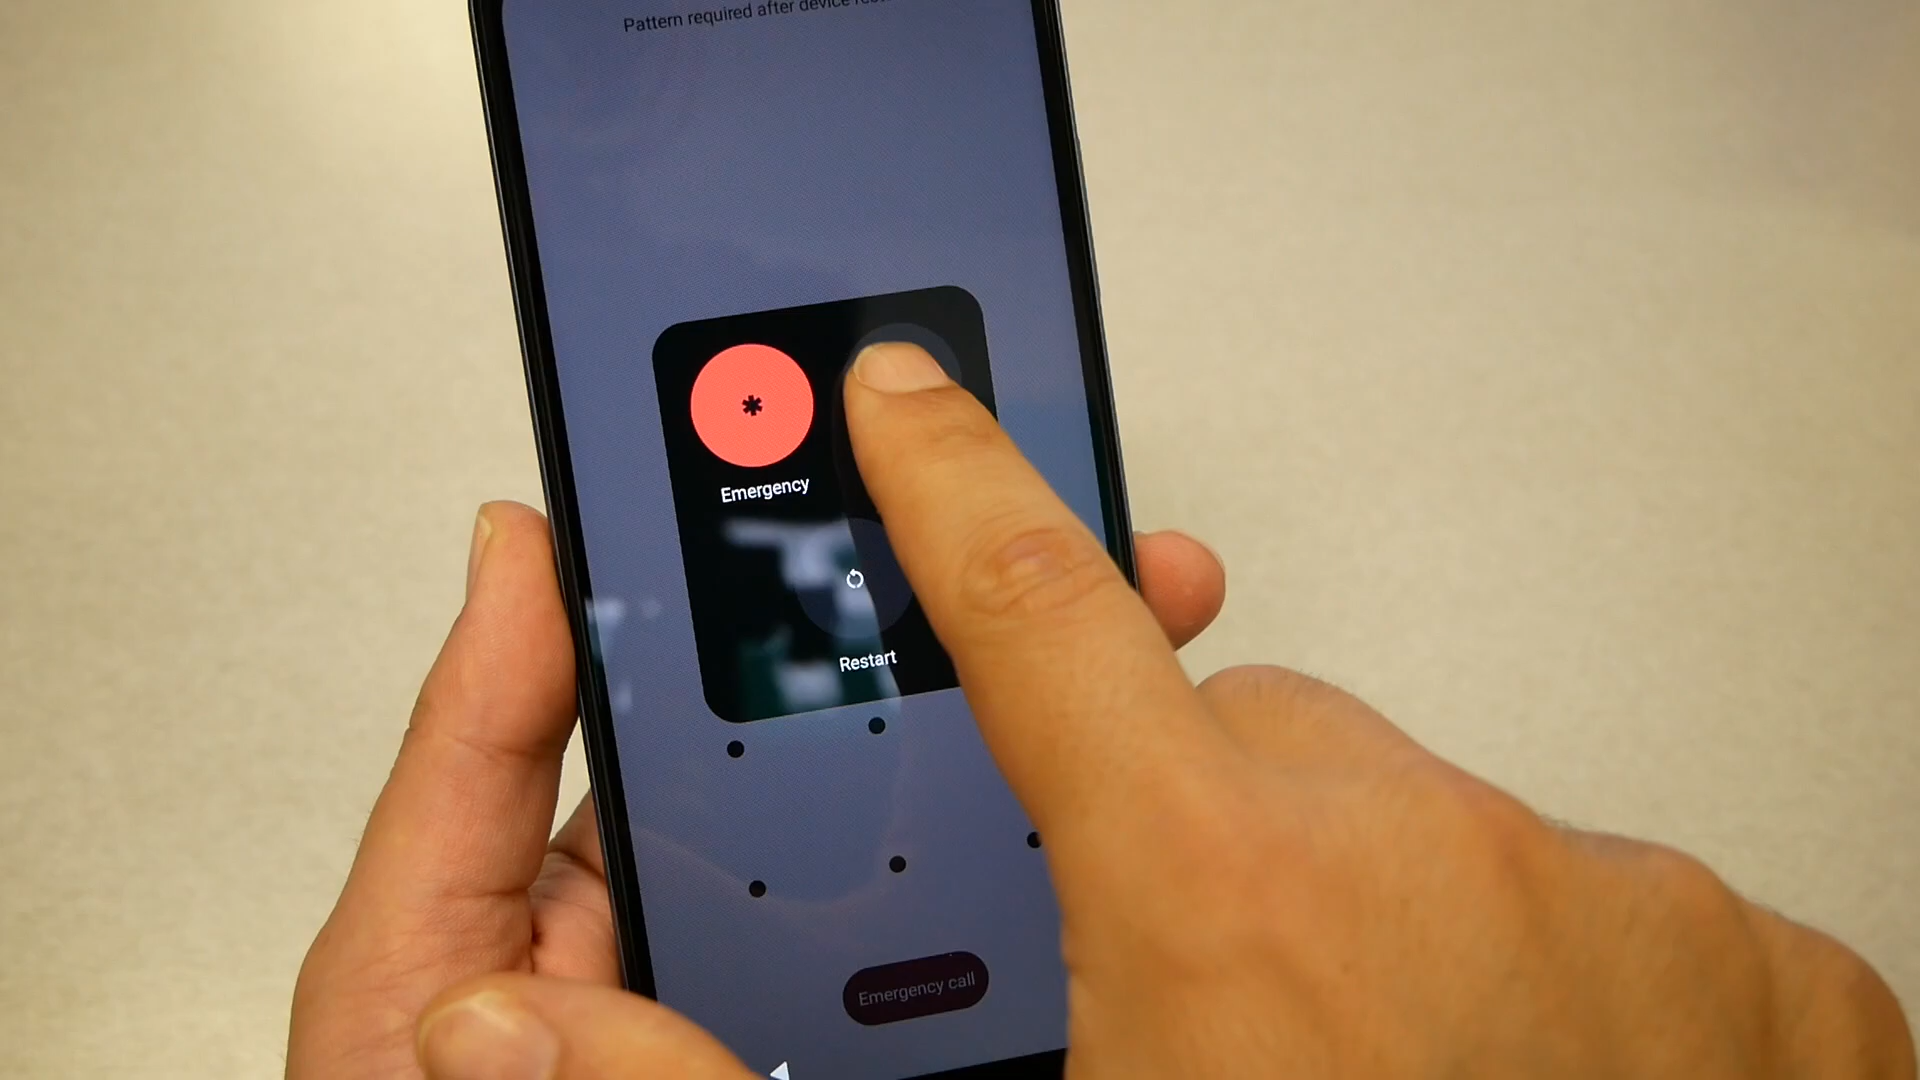 Pattern required after device
Emergency
Restart
Emergency call